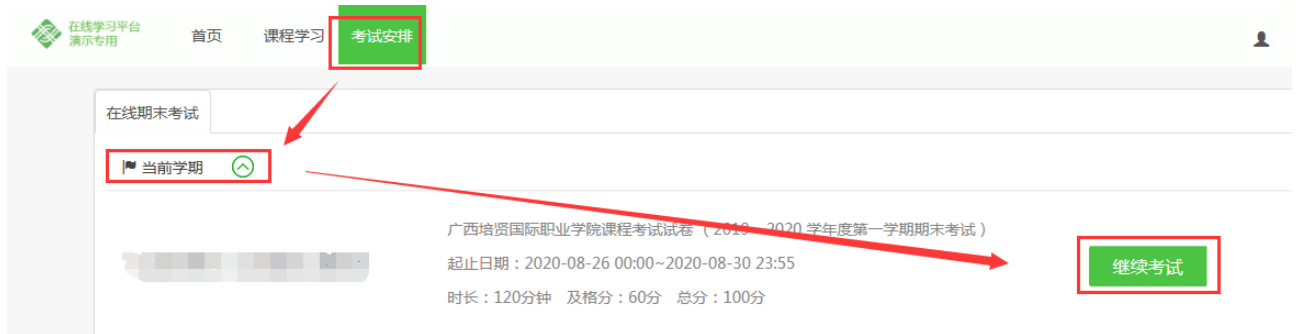 在线学习平台
演示专用
首页 课程学习 考试安排
在线期末考试
当前学期
广西培贤国际职业学院课程考试试卷 ( 2019 - 2020 学年度第一学期期末考试 )
起止日期：2020-08-26 00:00~2020-08-30 23:55
继续考试
时长：120分钟 及格分：60分 总分：100分